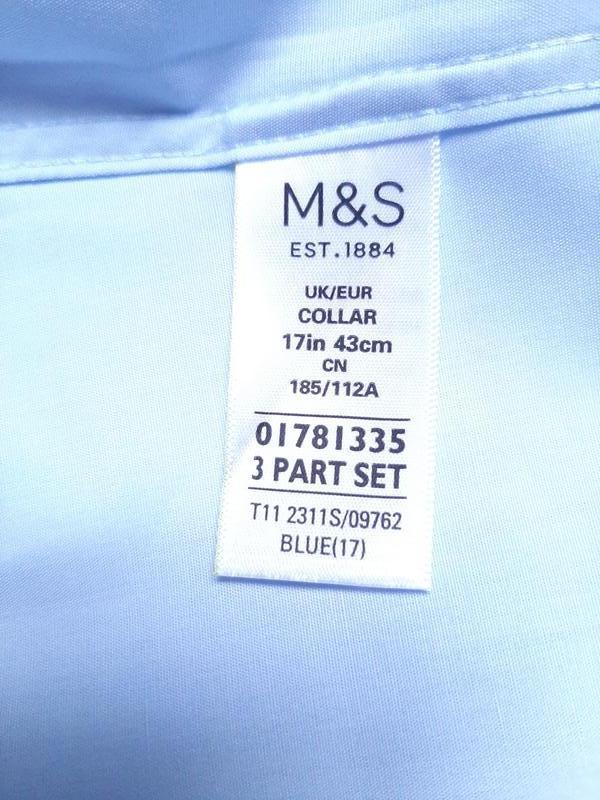 M&S
EST.1884
UK/EUR
COLLAR
17in 43cm
CN
185/112A
01781335
3 PART SET
T11 2311S/09762
BLUE(17)